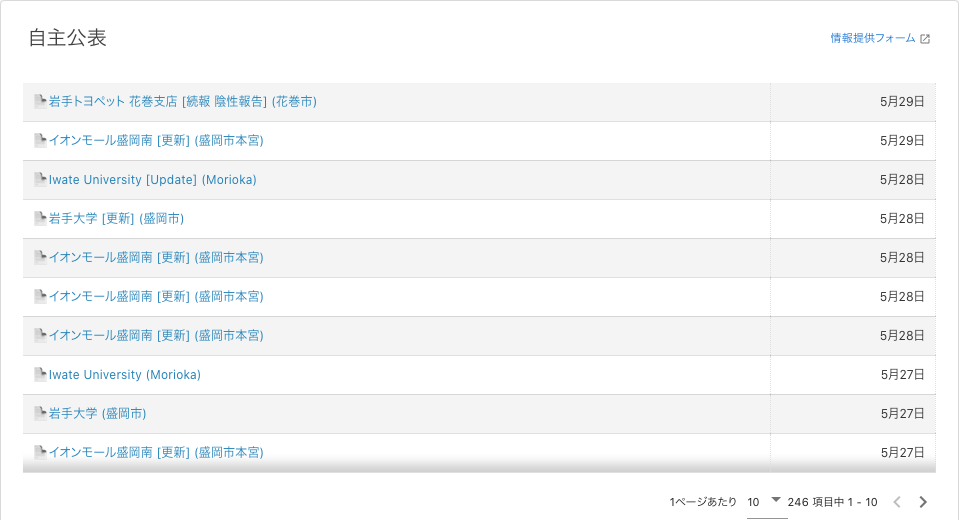 自主公表
情報提供フォーム
岩手トヨペット 花巻支店 [続報 陰性報告] (花巻市) 5月29日
イオンモール盛岡南 [更新] (盛岡市本宮) 5月29日
Iwate University [Update] (Morioka) 5月28日
岩手大学 [更新] (盛岡市) 5月28日
イオンモール盛岡南 [更新] (盛岡市本宮) 5月28日
イオンモール盛岡南 [更新] (盛岡市本宮) 5月28日
イオンモール盛岡南 [更新] (盛岡市本宮) 5月28日
Iwate University (Morioka) 5月27日
岩手大学 (盛岡市) 5月27日
イオンモール盛岡南 [更新] (盛岡市本宮) 5月27日
1ページあたり 10 246 項目中 1 - 10